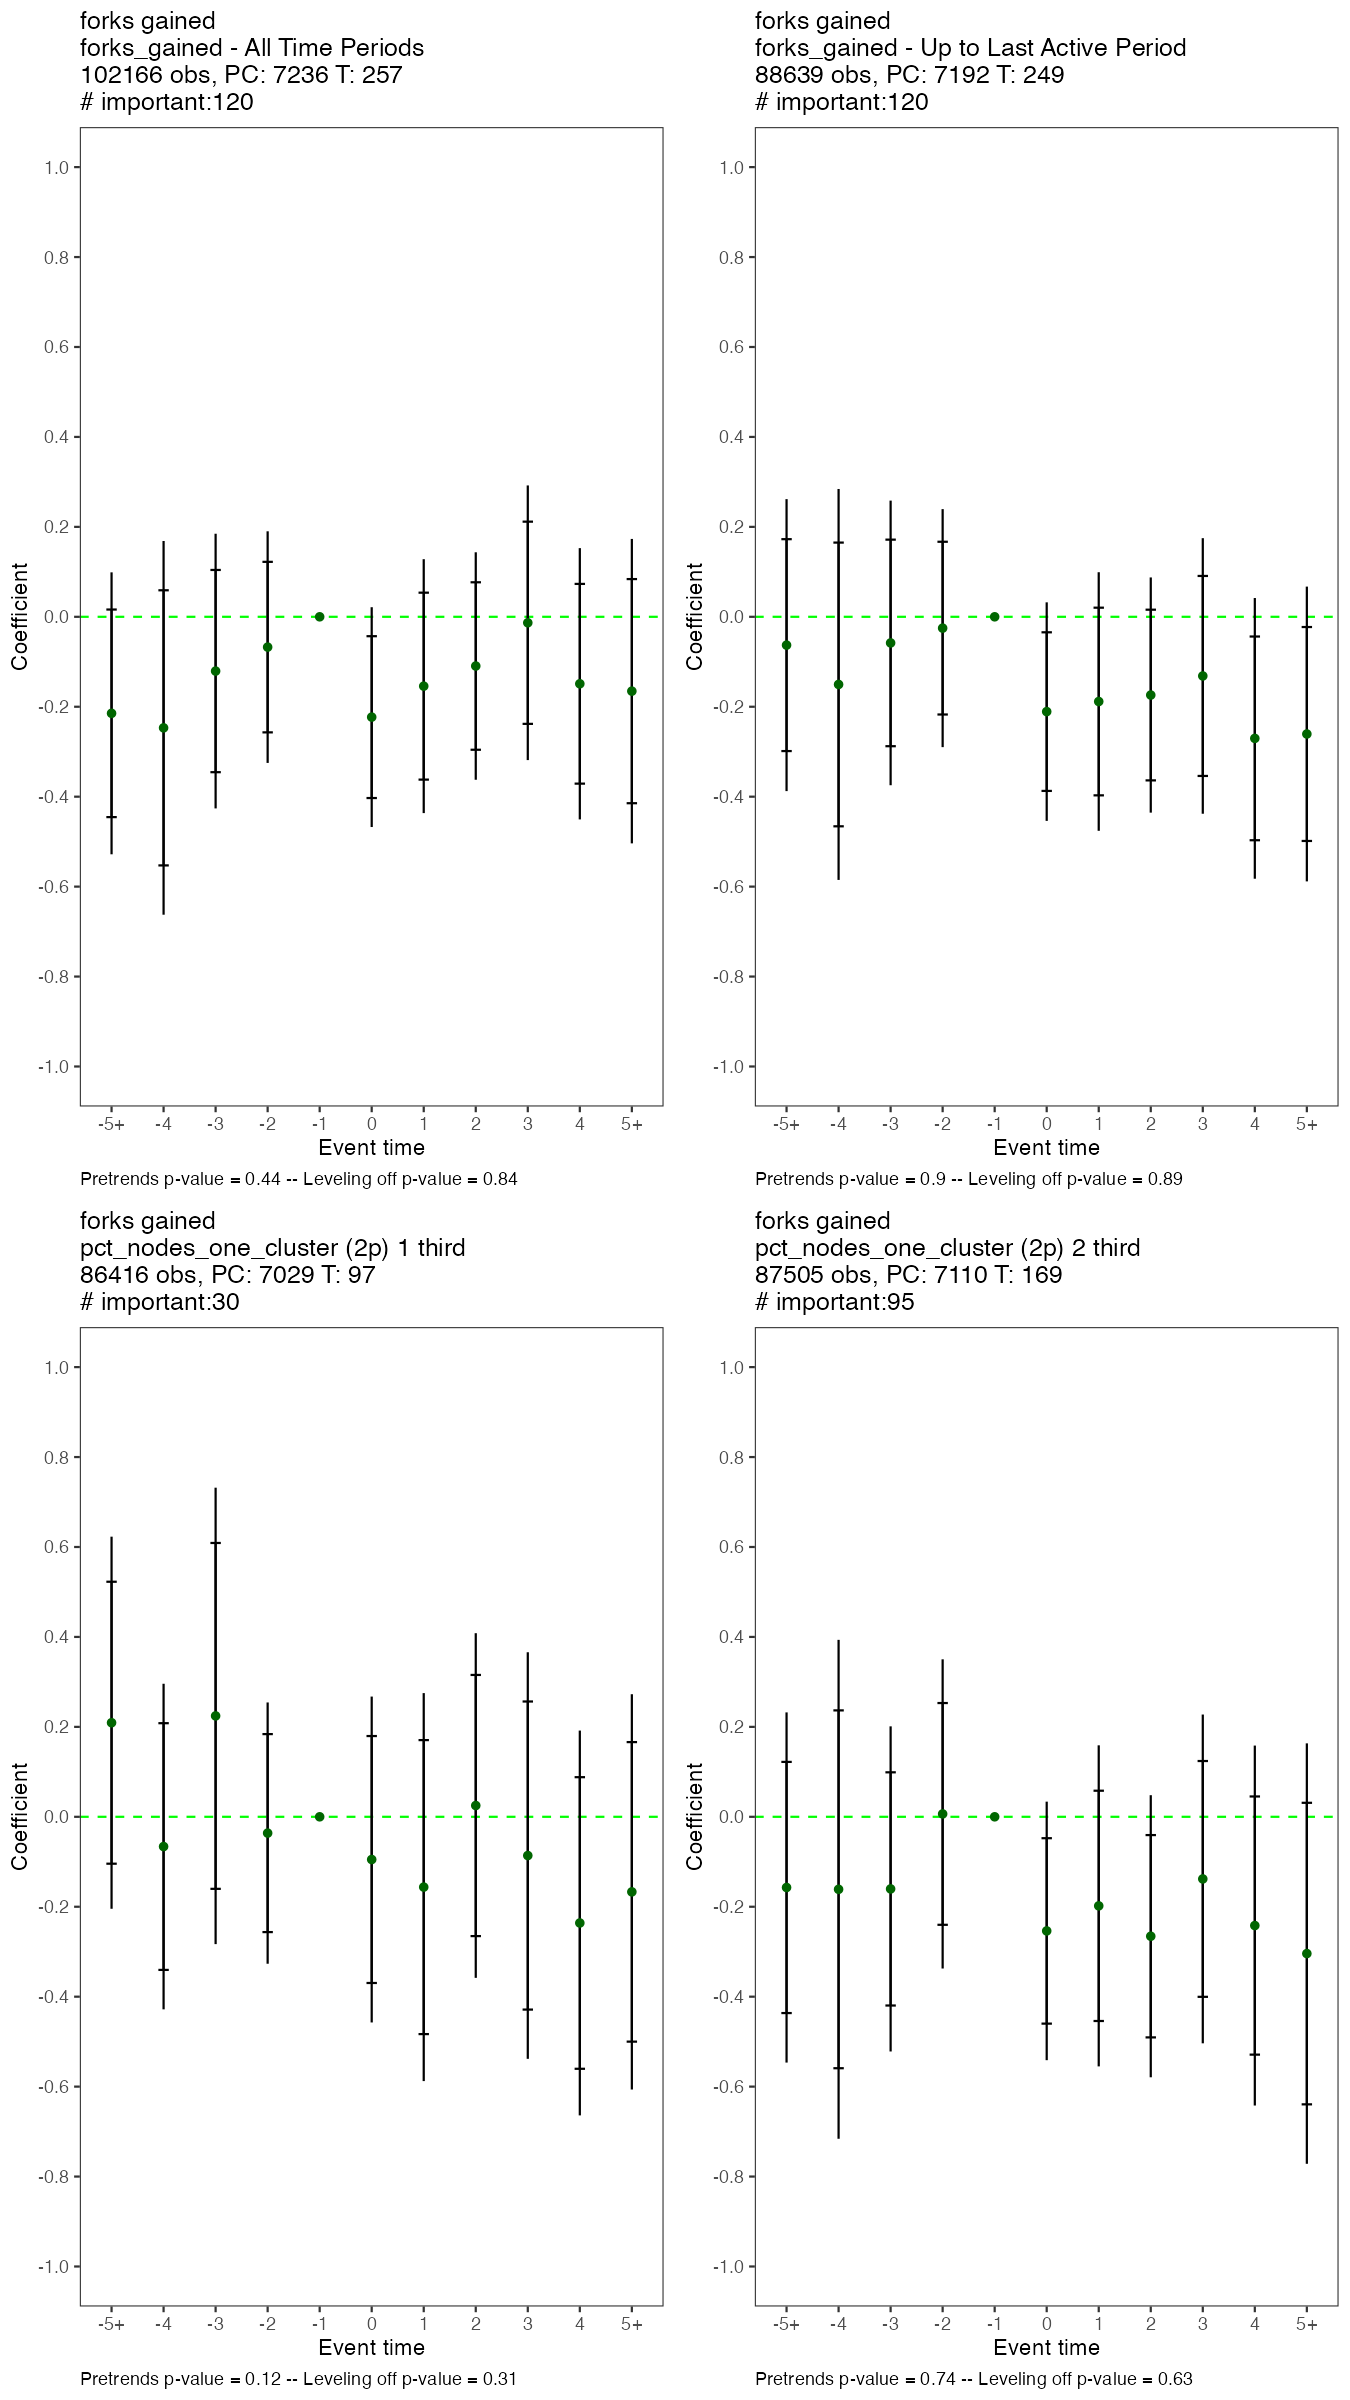 forks gained
forks_gained - All Time Periods
102166 obs, PC: 7236 T: 257
# important:120
1.0
0.8
0.6
0.4
0.2
0.0
-0.2
-0.4
-0.6
-0.8
-1.0
Coefficient
-5+ -4 -3 -2 -1 0 1 2 3 4 5+
Event time
Pretrends p-value = 0.44 -- Leveling off p-value = 0.84
forks gained
forks_gained - Up to Last Active Period
88639 obs, PC: 7192 T: 249
# important:120
1.0
0.8
0.6
0.4
0.2
0.0
-0.2
-0.4
-0.6
-0.8
-1.0
Coefficient
-5+ -4 -3 -2 -1 0 1 2 3 4 5+
Event time
Pretrends p-value = 0.9 -- Leveling off p-value = 0.89
forks gained
pct_nodes_one_cluster (2p) 1 third
86416 obs, PC: 7029 T: 97
# important:30
1.0
0.8
0.6
0.4
0.2
0.0
-0.2
-0.4
-0.6
-0.8
-1.0
Coefficient
-5+ -4 -3 -2 -1 0 1 2 3 4 5+
Event time
Pretrends p-value = 0.12 -- Leveling off p-value = 0.31
forks gained
pct_nodes_one_cluster (2p) 2 third
87505 obs, PC: 7110 T: 169
# important:95
1.0
0.8
0.6
0.4
0.2
0.0
-0.2
-0.4
-0.6
-0.8
-1.0
Coefficient
-5+ -4 -3 -2 -1 0 1 2 3 4 5+
Event time
Pretrends p-value = 0.74 -- Leveling off p-value = 0.63